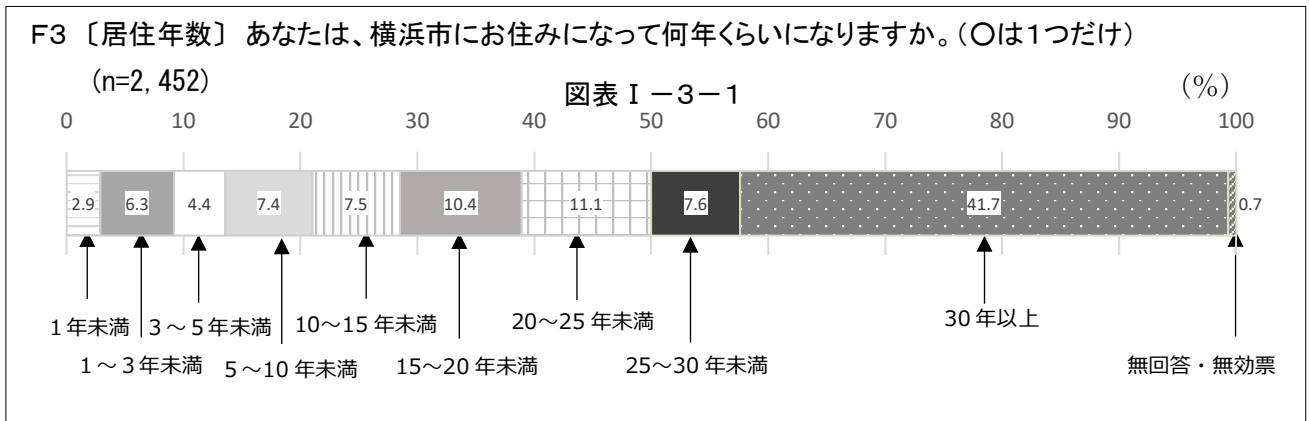 F3 〔居住年数〕 あなたは、横浜市にお住みになって何年くらいになりますか。(〇は1つだけ)
(n=2, 452)
図表Ⅰ-3-1
(%)
0 10 20 30 40 50 60 70 80 90 100
2.9 6.3 4.4 7.4 7.5 10.4 11.1 7.6 41.7 0.7
1年未満 3～5年未満 10～15年未満 20～25年未満 30年以上
1～3年未満 5～10年未満 15～20年未満 25～30年未満 無回答・無効票